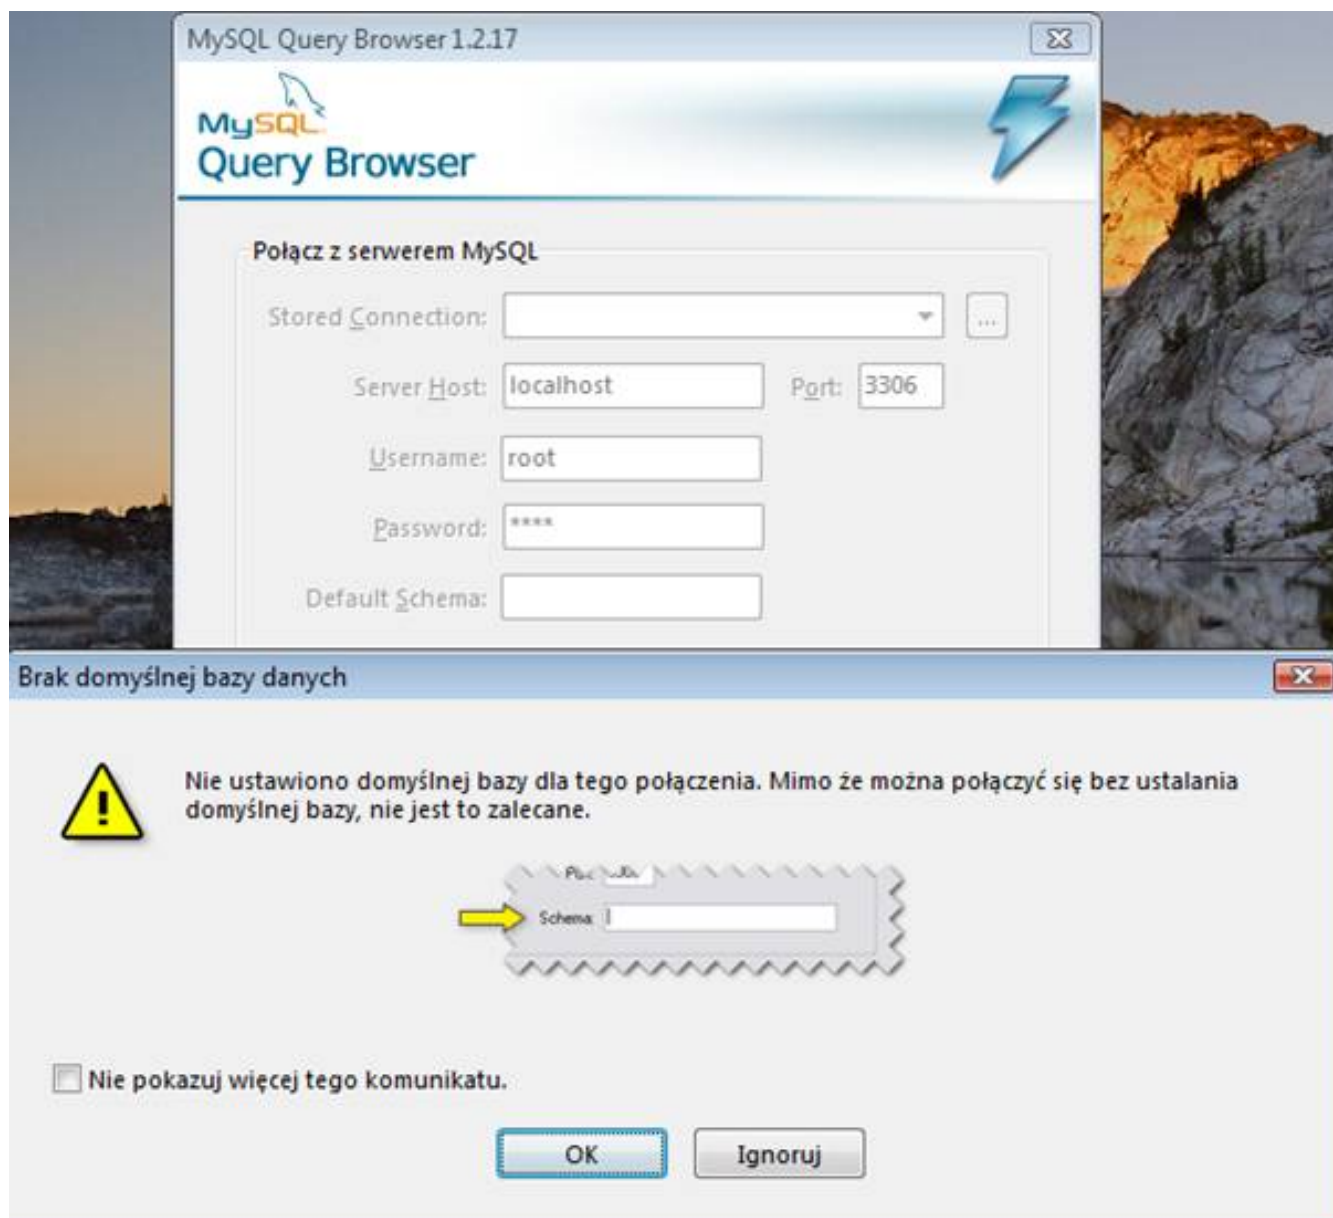 MySQL Query Browser 1.2.17
MySQL
Query Browser
Połącz z serwerem MySQL
Stored Connection:
...
Server Host: localhost Port: 3306
Username: root
Password: ****
Default Schema:
Brak domyślnej bazy danych
Nie ustawiono domyślnej bazy dla tego połączenia. Mimo że można połączyć się bez ustalania
domyślnej bazy, nie jest to zalecane.
Schema:
Nie pokazuj więcej tego komunikatu.
OK Ignoruj